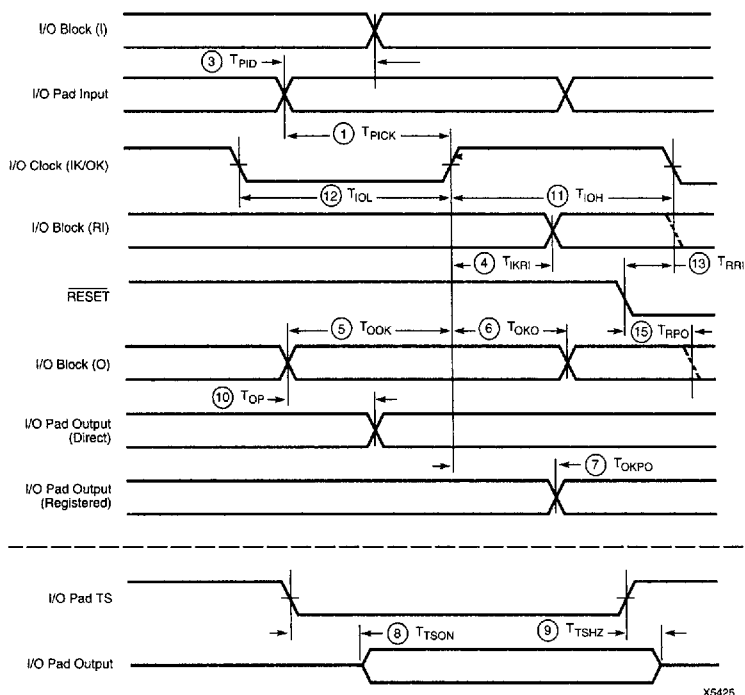 I/O Block (I)
③ TPID
I/O Pad Input
① TPICK
I/O Clock (IK/OK)
⑫ TIOL
⑪ TIOH
I/O Block (RI)
④ TIKRI
⑬ TRRI
RESET
⑤ TOOK
⑥ TOKO
⑮ TRPO
I/O Block (O)
⑩ TOP
I/O Pad Output
(Direct)
⑦ TOKPO
I/O Pad Output
(Registered)
I/O Pad TS
⑧ TTSON
⑨ TTSHZ
I/O Pad Output
X5425